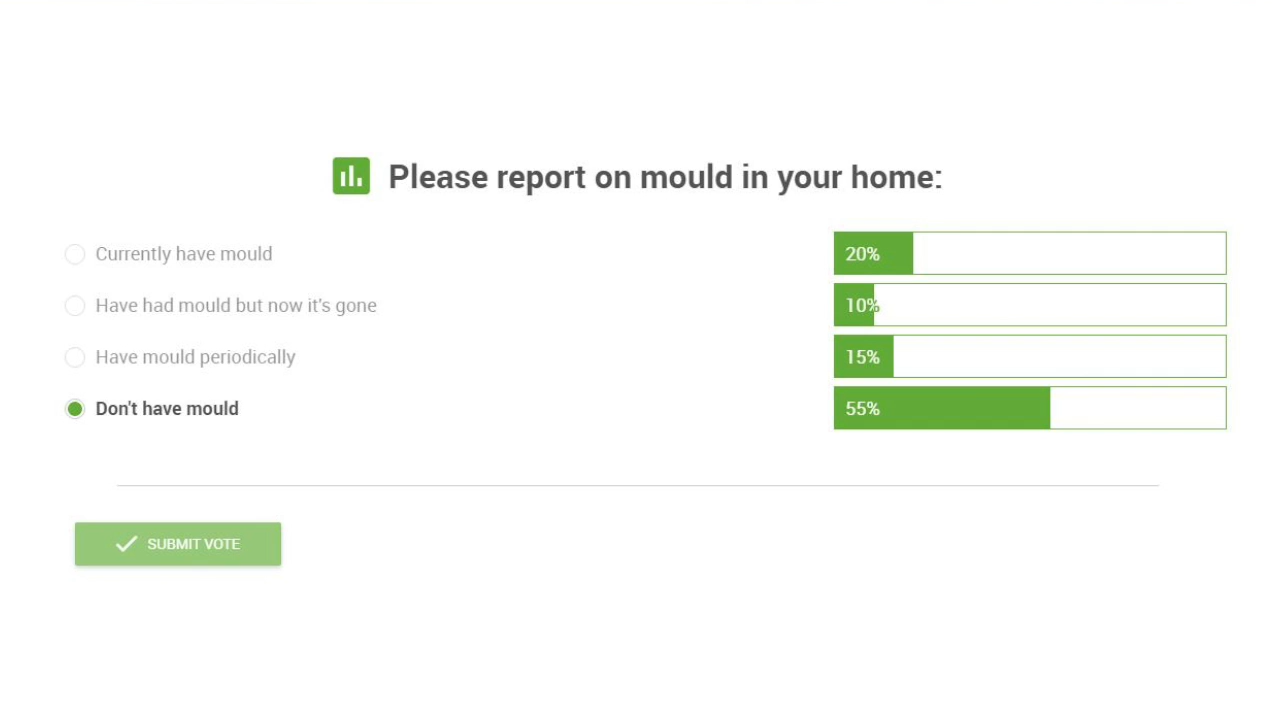 Please report on mould in your home:
Currently have mould 20%
Have had mould but now it's gone 10%
Have mould periodically 15%
Don't have mould 55%
SUBMIT VOTE